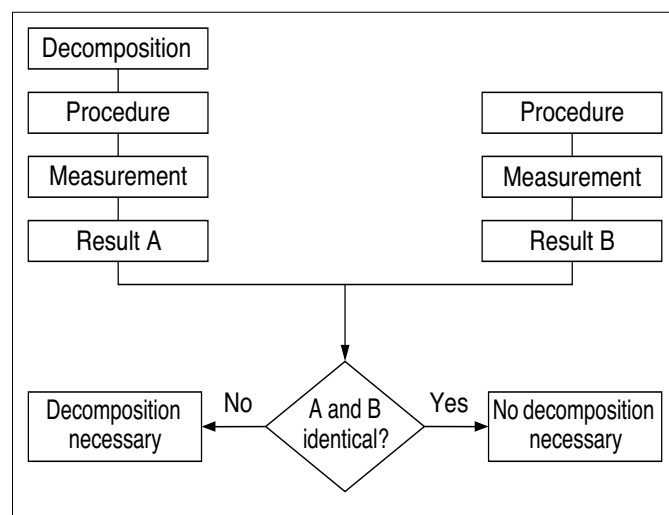 Decomposition
Procedure
Measurement
Result A
Procedure
Measurement
Result B
A and B
identical?
No
Yes
Decomposition
necessary
No decomposition
necessary